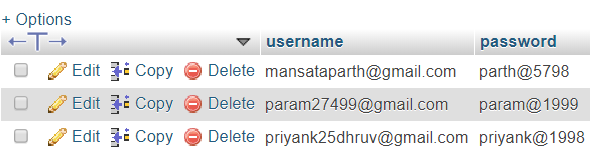 + Options
username password
Edit Copy Delete mansataparth@gmail.com parth@5798
Edit Copy Delete param27499@gmail.com param@1999
Edit Copy Delete priyank25dhruv@gmail.com priyank@1998